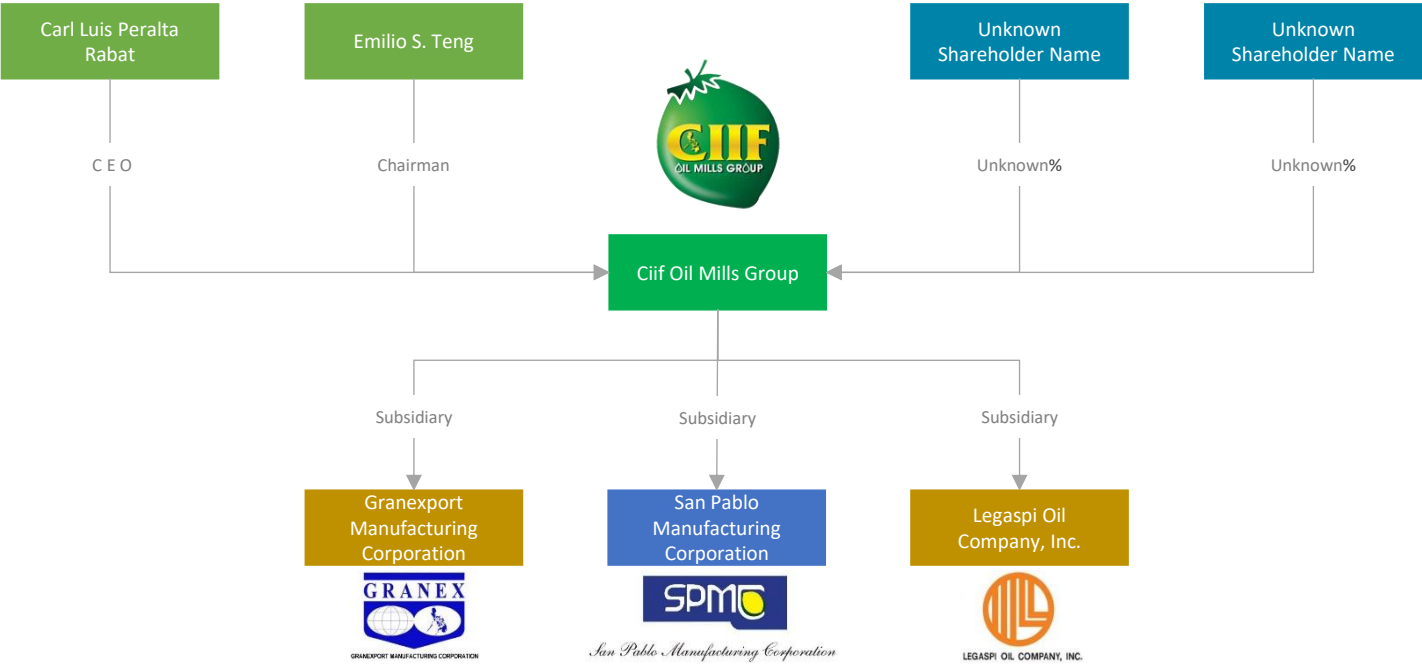 Carl Luis Peralta
Rabat
Emilio S. Teng
Unknown
Shareholder Name
Unknown
Shareholder Name
CIIF
OIL MILLS GROUP
C E O
Chairman
Unknown%
Unknown%
Ciif Oil Mills Group
Subsidiary
Subsidiary
Subsidiary
Granexport
Manufacturing
Corporation
San Pablo
Manufacturing
Corporation
Legaspi Oil
Company, Inc.
GRANEX
GRANEXPORT MANUFACTURING CORPORATION
SPMC
San Pablo Manufacturing Corporation
LEGASPI OIL COMPANY, INC.